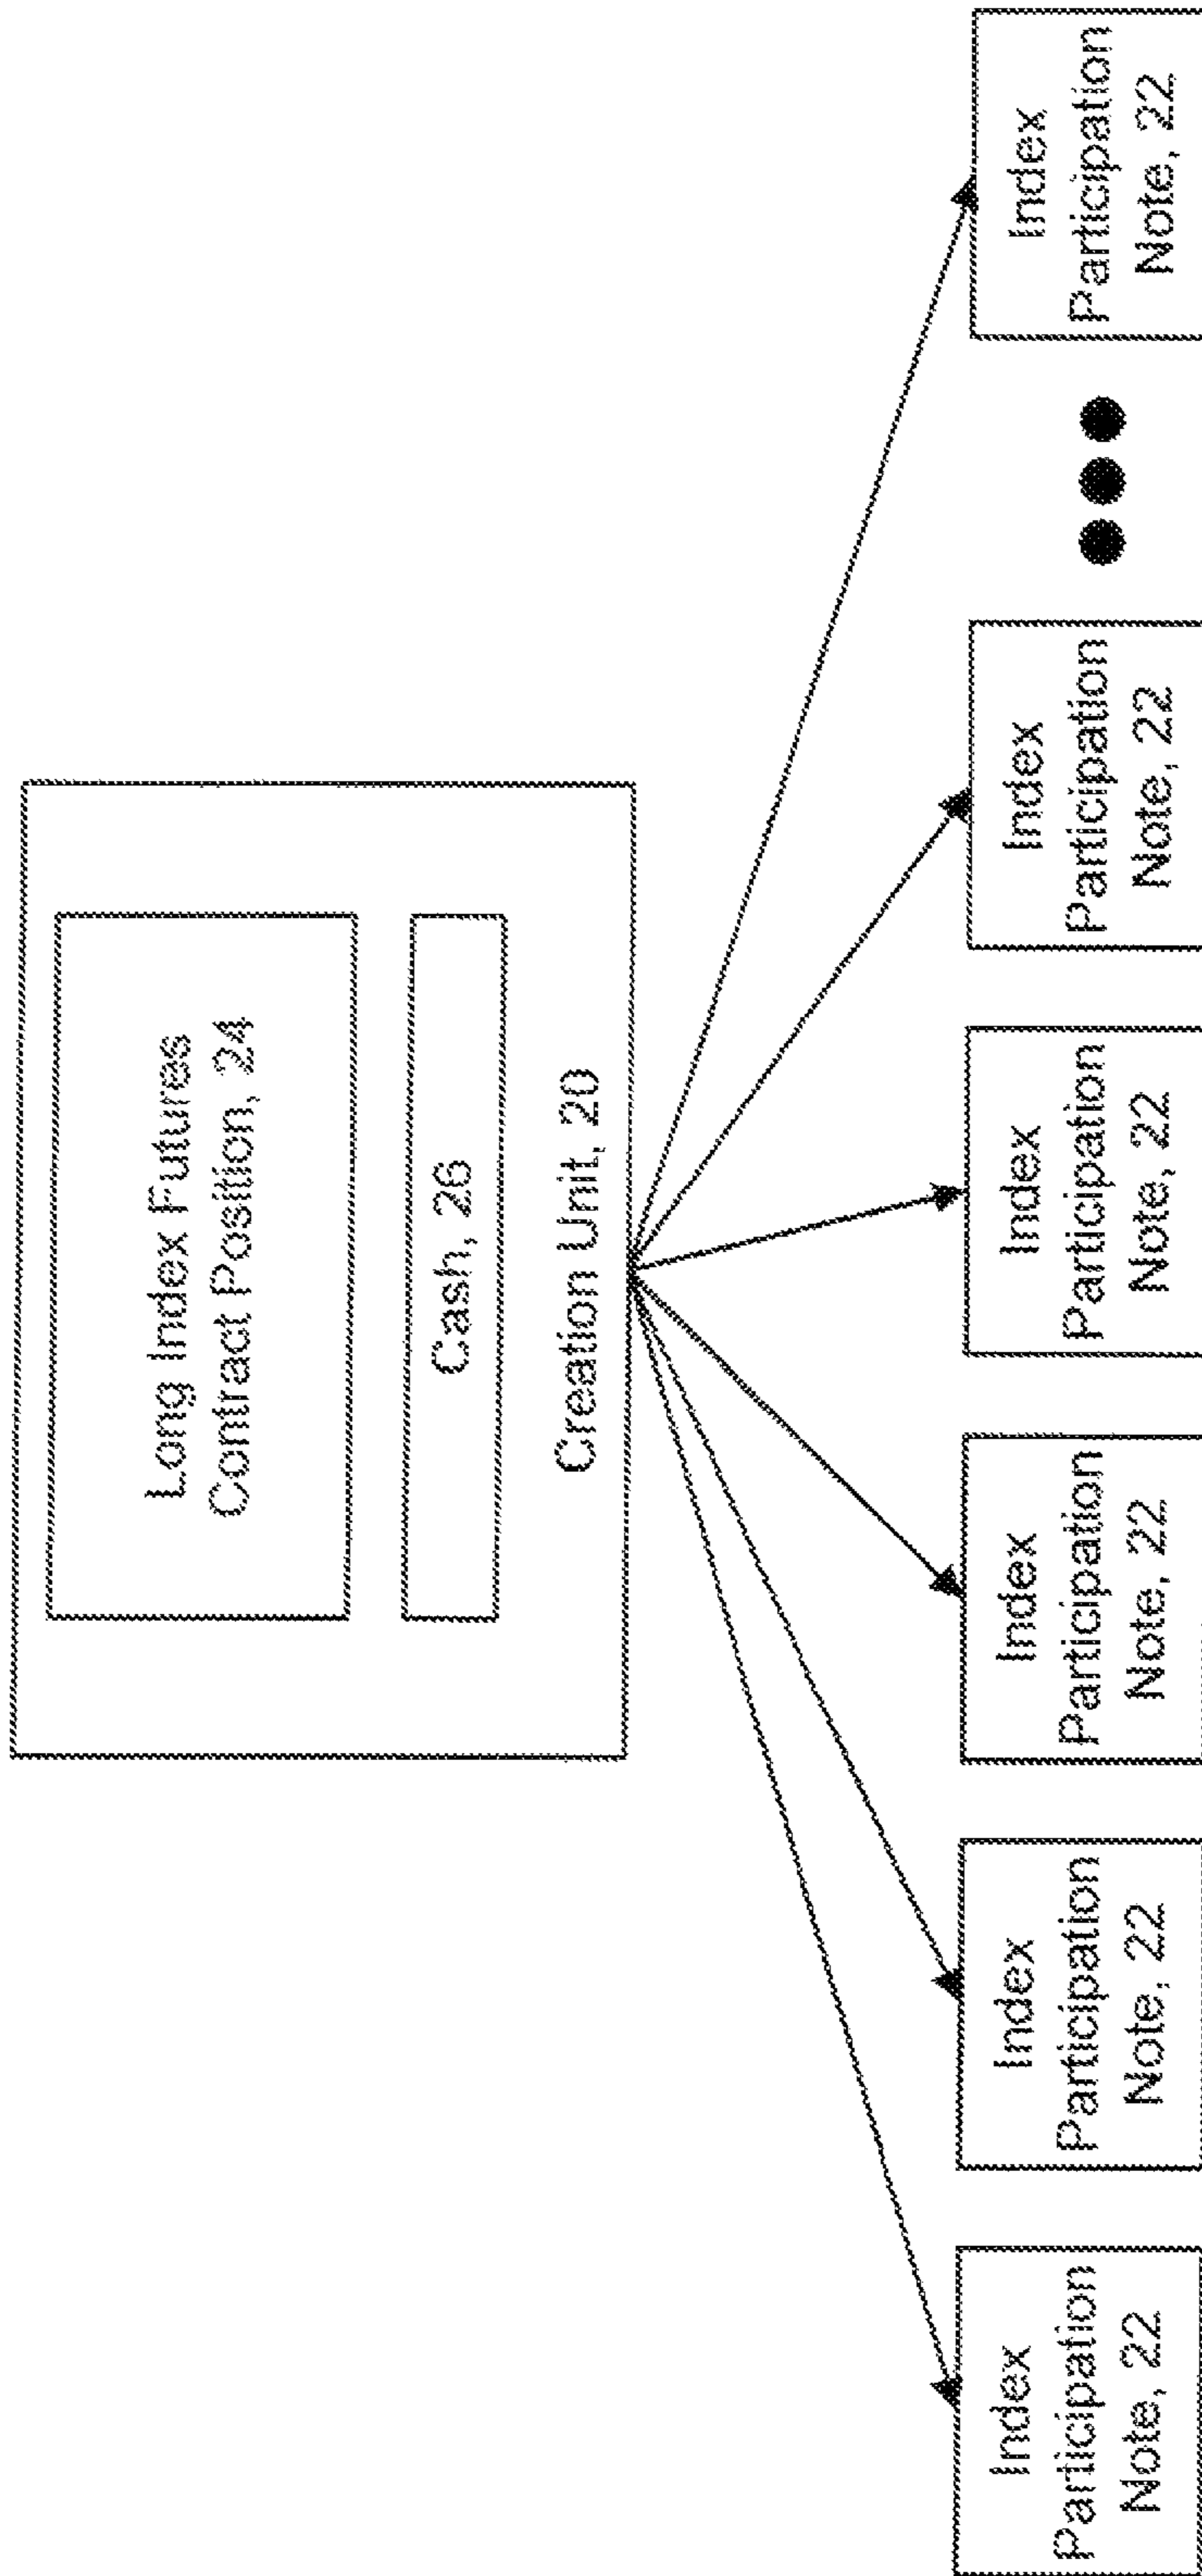 Long Index Futures
Contract Position, 24
Cash, 26
Creation Unit, 20
Index
Participation
Note, 22
Index
Participation
Note, 22
Index
Participation
Note, 22
Index
Participation
Note, 22
Index
Participation
Note, 22
Index
Participation
Note, 22